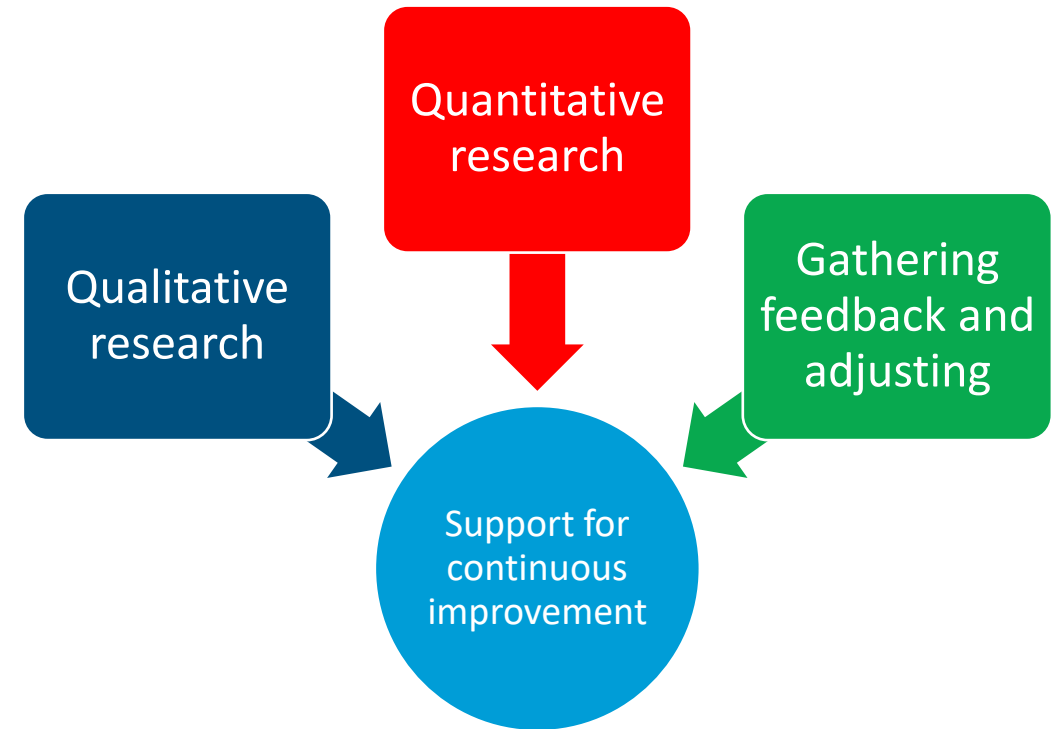 Quantitative
research
Qualitative
research
Gathering
feedback and
adjusting
Support for
continuous
improvement